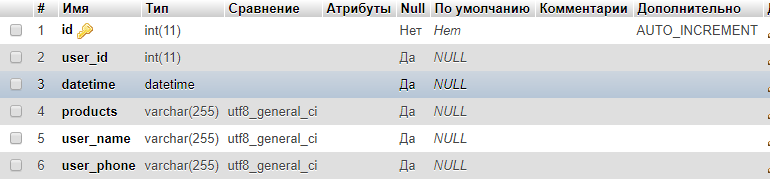 # Имя Тип Сравнение Атрибуты Null По умолчанию Комментарии Дополнительно
1 id int(11) Нет Нет AUTO_INCREMENT
2 user_id int(11) Да NULL
3 datetime datetime Да NULL
4 products varchar(255) utf8_general_ci Да NULL
5 user_name varchar(255) utf8_general_ci Да NULL
6 user_phone varchar(255) utf8_general_ci Да NULL